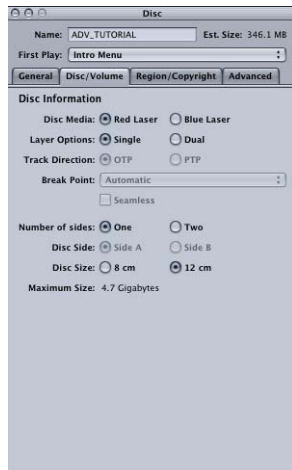 Disc
Name: ADV_TUTORIAL Est. Size: 346.1 MB
First Play: Intro Menu
General Disc/Volume Region/Copyright Advanced
Disc Information
Disc Media: Red Laser Blue Laser
Layer Options: Single Dual
Track Direction: OTP PTP
Break Point: Automatic
Seamless
Number of sides: One Two
Disc Side: Side A Side B
Disc Size: 8 cm 12 cm
Maximum Size: 4.7 Gigabytes